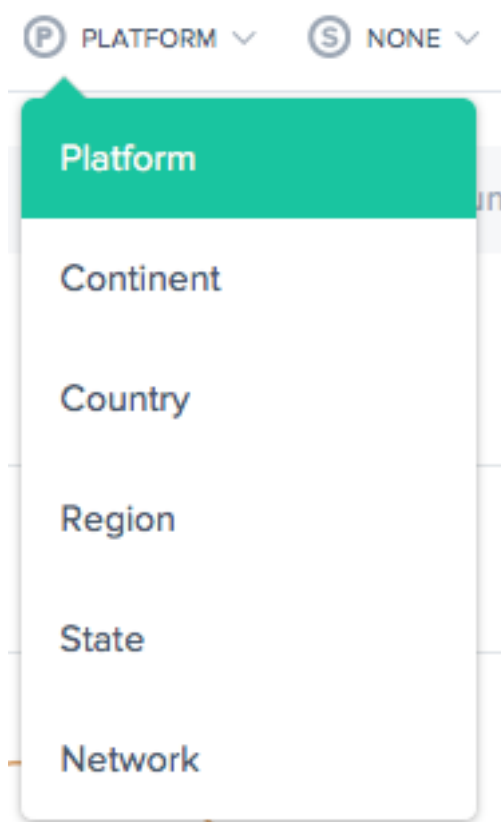 P PLATFORM S NONE
Platform
Continent
Country
Region
State
Network